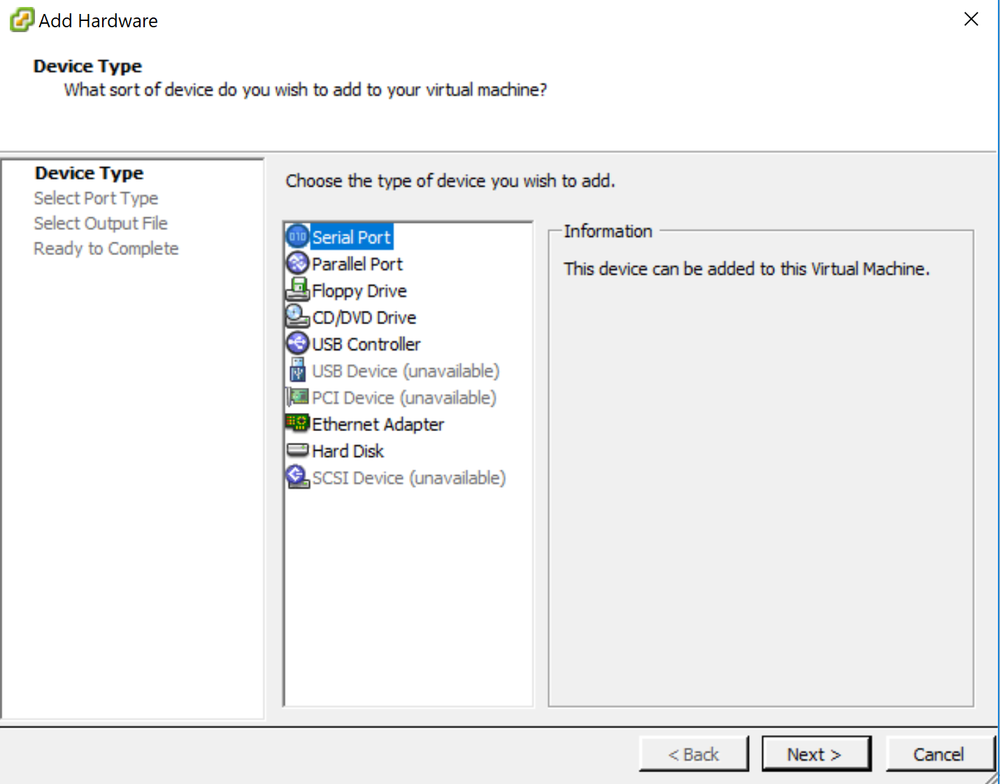 Add Hardware
Device Type
What sort of device do you wish to add to your virtual machine?
Device Type
Select Port Type
Select Output File
Ready to Complete
Choose the type of device you wish to add.
010 Serial Port
Parallel Port
Floppy Drive
CD/DVD Drive
USB Controller
USB Device (unavailable)
PCI Device (unavailable)
Ethernet Adapter
Hard Disk
SCSI Device (unavailable)
Information
This device can be added to this Virtual Machine.
< Back
Next >
Cancel